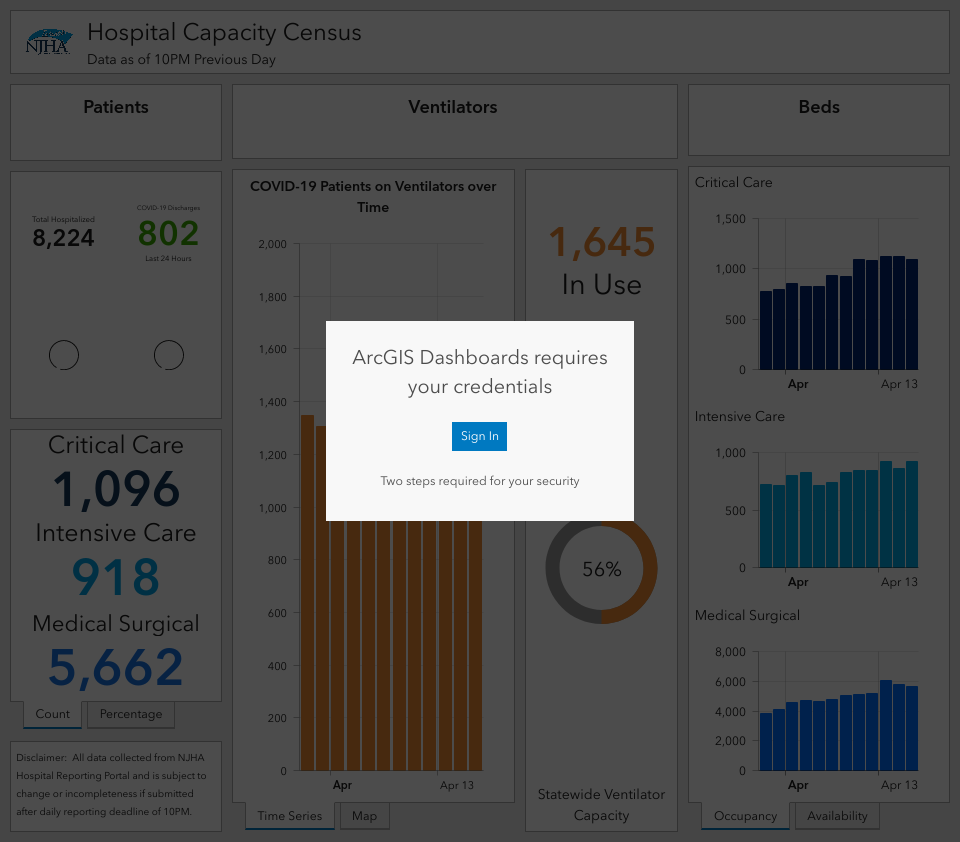 NJHA
Hospital Capacity Census
Data as of 10PM Previous Day
Patients
Ventilators
Beds
Total Hospitalized
8,224
COVID-19 Discharges
802
Last 24 Hours
Critical Care
1,096
Intensive Care
918
Medical Surgical
5,662
Count
Percentage
Disclaimer: All data collected from NJHA
Hospital Reporting Portal and is subject to
change or incompleteness if submitted
after daily reporting deadline of 10PM.
COVID-19 Patients on Ventilators over
Time
2,000
1,800
1,600
1,400
1,200
1,000
800
600
400
200
0
Apr
Apr 13
Time Series
Map
1,645
In Use
56%
Statewide Ventilator
Capacity
ArcGIS Dashboards requires
your credentials
Sign In
Two steps required for your security
Critical Care
1,500
1,000
500
0
Apr
Apr 13
Intensive Care
1,000
500
0
Apr
Apr 13
Medical Surgical
8,000
6,000
4,000
2,000
0
Apr
Apr 13
Occupancy
Availability